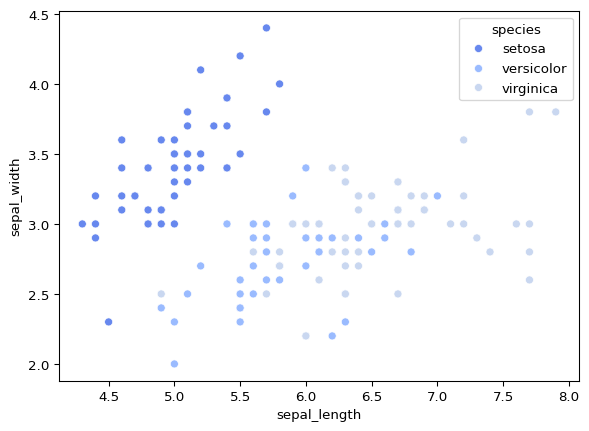 4.5
4.0
3.5
3.0
2.5
2.0
sepal_width
species
setosa
versicolor
virginica
4.5 5.0 5.5 6.0 6.5 7.0 7.5 8.0
sepal_length